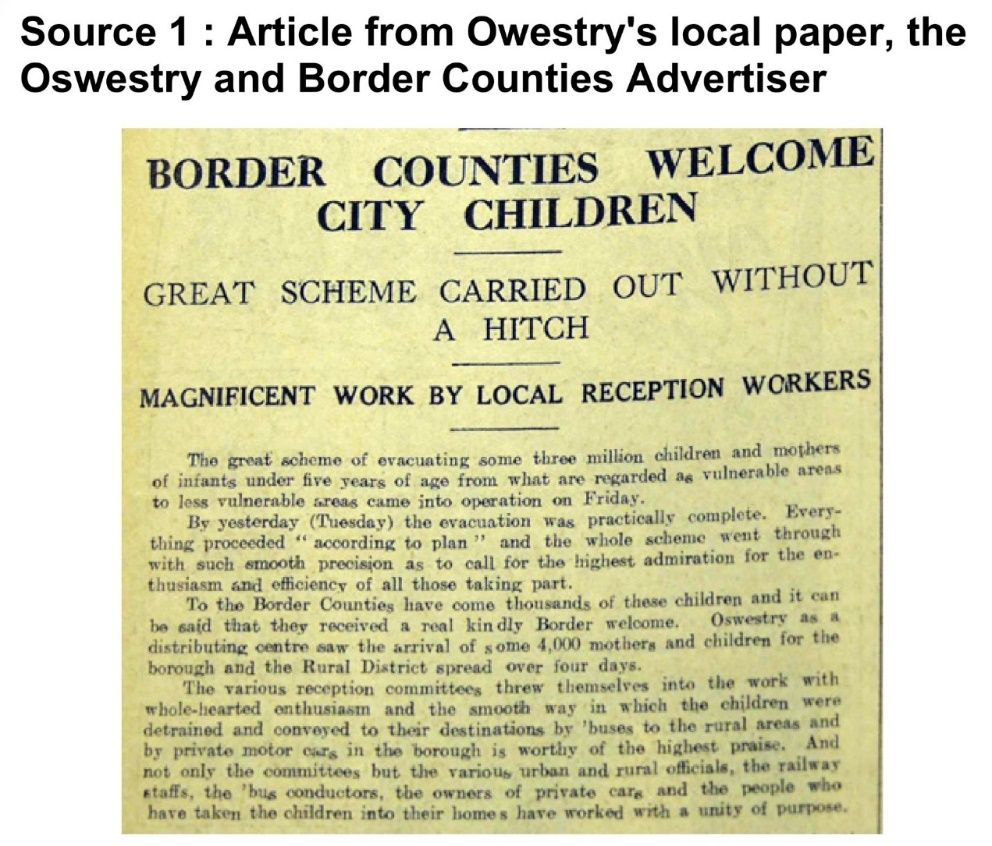 Source 1 : Article from Owestry's local paper, the
Oswestry and Border Counties Advertiser
BORDER COUNTIES WELCOME
CITY CHILDREN
GREAT SCHEME CARRIED OUT WITHOUT
A HITCH
MAGNIFICENT WORK BY LOCAL RECEPTION WORKERS
The great scheme of evacuating some three million children and mothers
of infants under five years of age from what are regarded as vulnerable areas
to less vulnerable areas came into operation on Friday.
By yesterday (Tuesday) the evacuation was practically complete. Every-
thing proceeded “ according to plan ” and the whole scheme went through
with such smooth precision as to call for the highest admiration for the en-
thusiasm and efficiency of all those taking part.
To the Border Counties have come thousands of these children and it can
be said that they received a real kindly Border welcome. Oswestry as a
distributing centre saw the arrival of some 4,000 mothers and children for the
borough and the Rural District spread over four days.
The various reception committees threw themselves into the work with
whole-hearted enthusiasm and the smooth way in which the children were
detrained and conveyed to their destinations by 'buses to the rural areas and
by private motor cars in the borough is worthy of the highest praise. And
not only the committees but the various urban and rural officials, the railway
staffs, the 'bus conductors, the owners of private cars and the people who
have taken the children into their homes have worked with a unity of purpose.